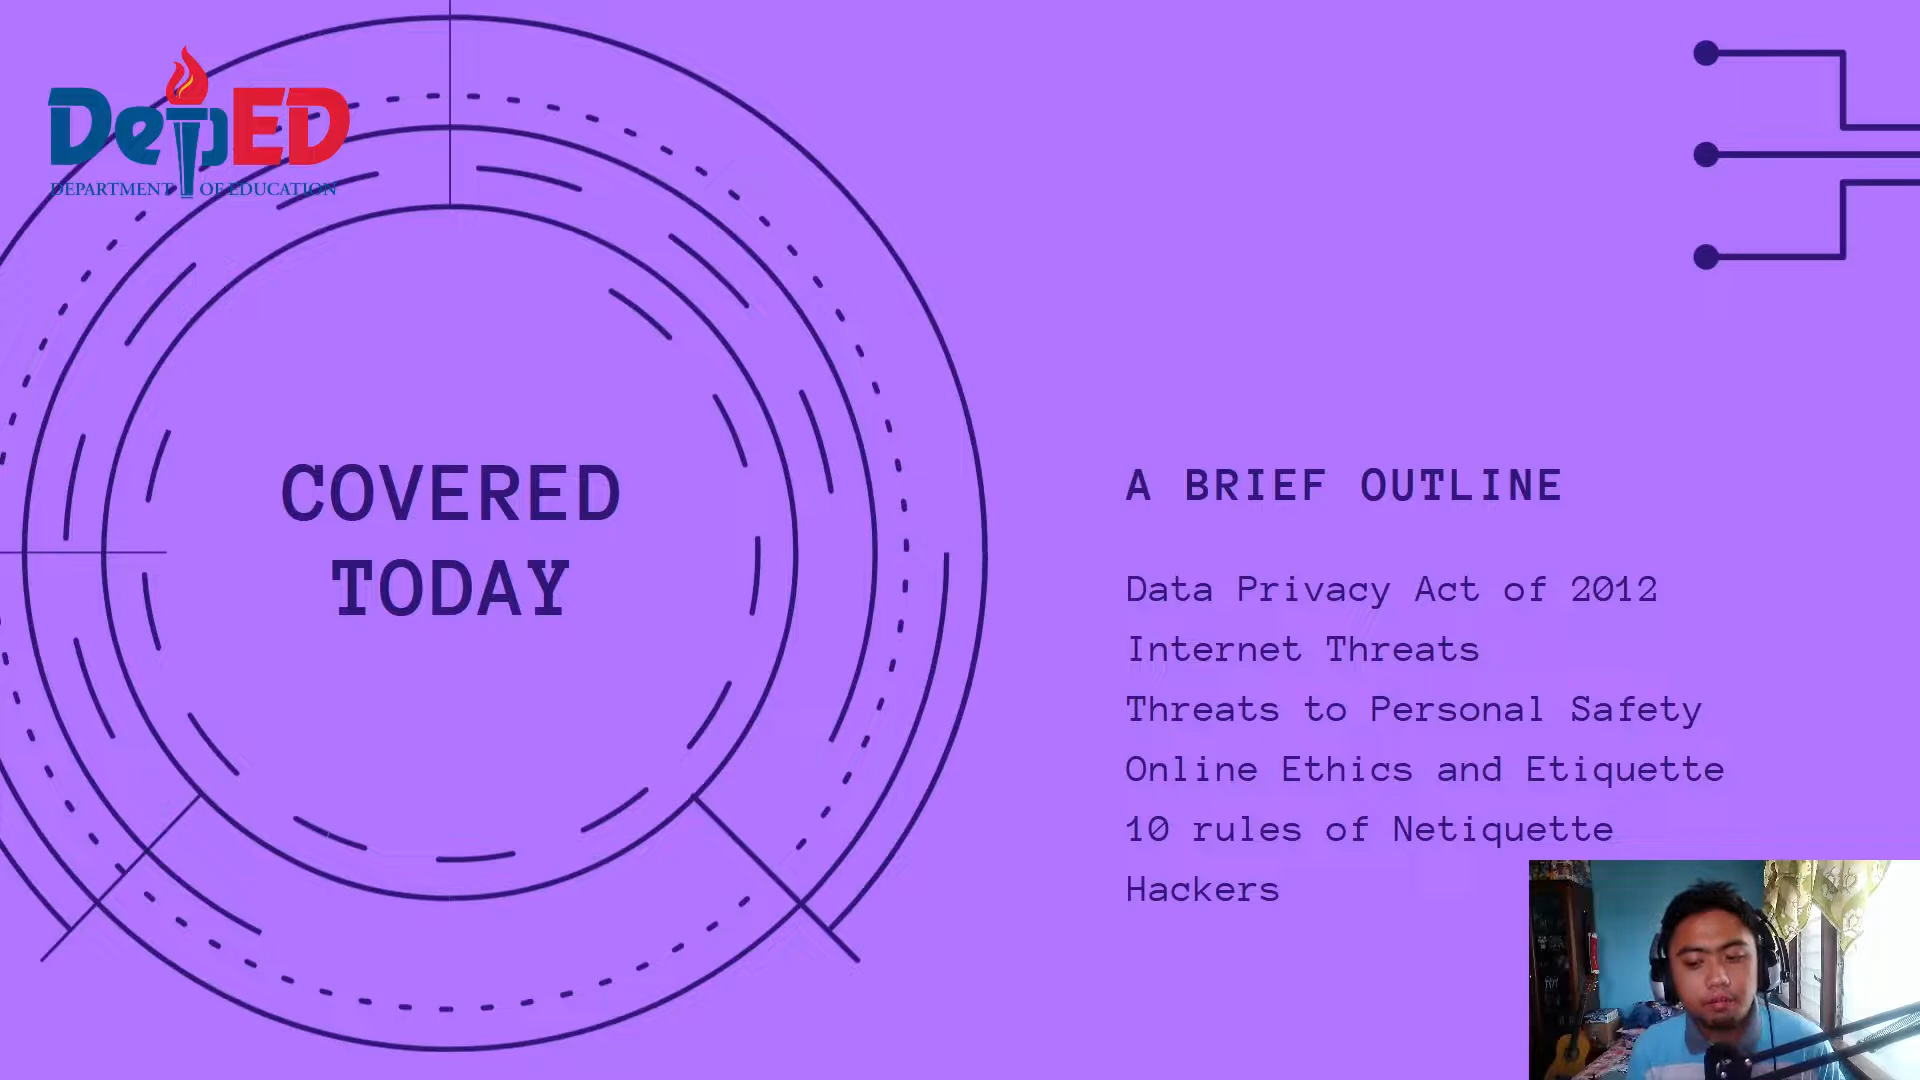 DepED
DEPARTMENT OF EDUCATION
COVERED
TODAY
A BRIEF OUTLINE
Data Privacy Act of 2012
Internet Threats
Threats to Personal Safety
Online Ethics and Etiquette
10 rules of Netiquette
Hackers